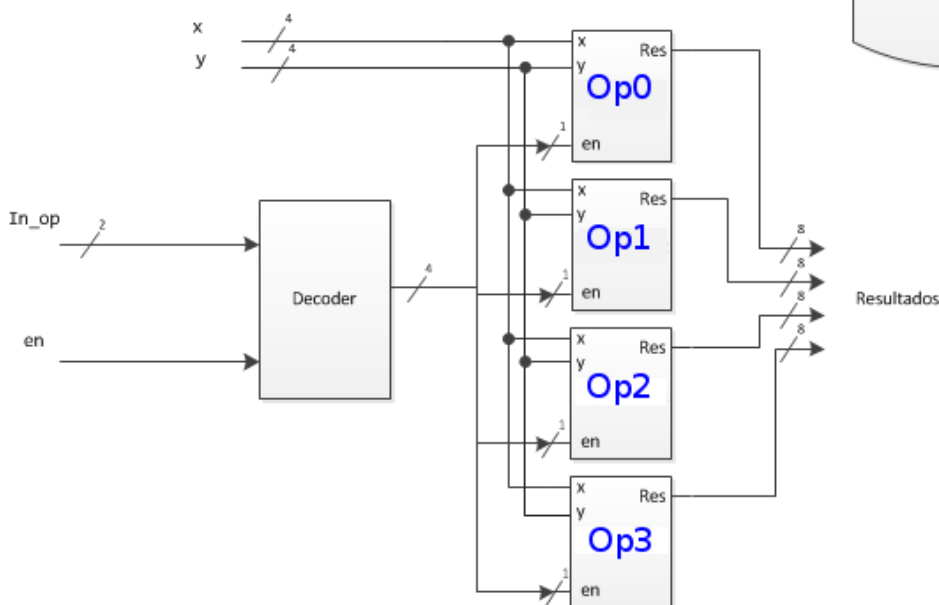 x
4
y
4
In_op
2
en
Decoder
4
x
y
Res
Op0
1
en
x
y
Res
Op1
1
en
x
y
Res
Op2
1
en
x
y
Res
Op3
1
en
8
8
8
8
Resultados